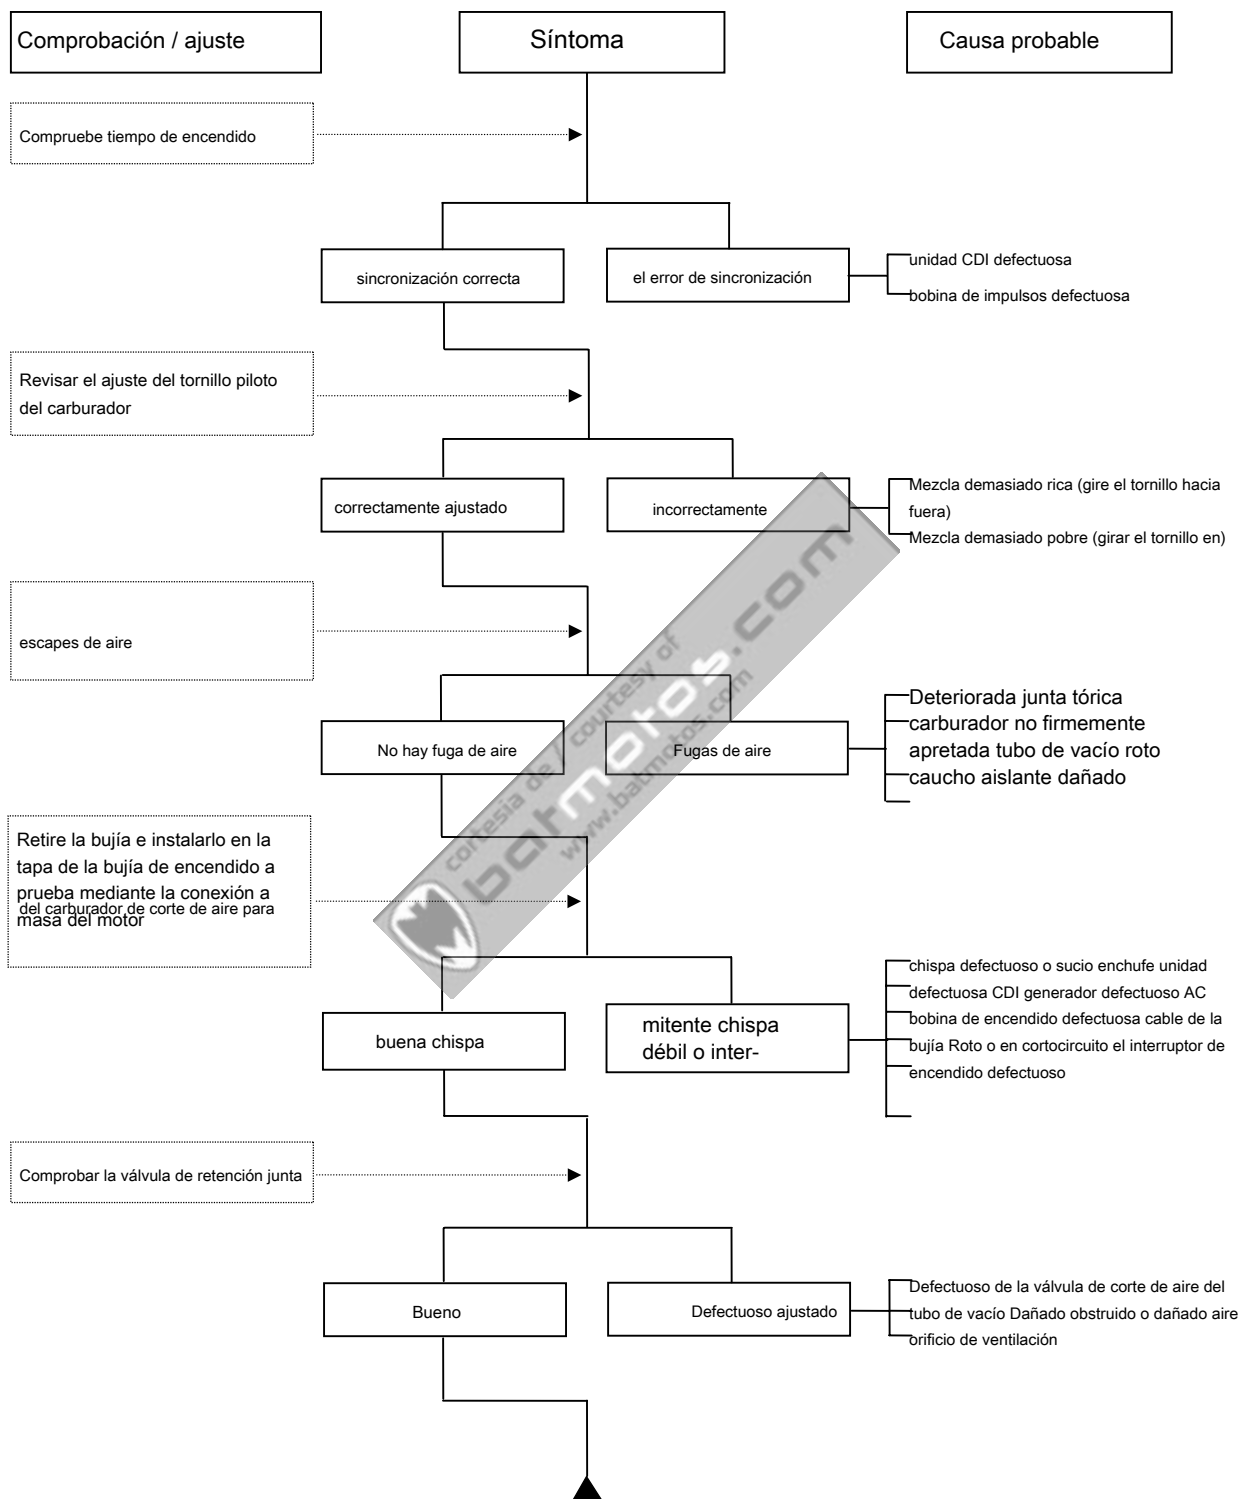 Comprobación / ajuste
Síntoma
Causa probable
Compruebe tiempo de encendido
sincronización correcta
el error de sincronización
unidad CDI defectuosa
bobina de impulsos defectuosa
Revisar el ajuste del tornillo piloto
del carburador
correctamente ajustado
incorrectamente
Mezcla demasiado rica (gire el tornillo hacia
fuera)
Mezcla demasiado pobre (girar el tornillo en)
escapes de aire
No hay fuga de aire
Fugas de aire
Deteriorada junta tórica
carburador no firmemente
apretada tubo de vacío roto
caucho aislante dañado
Retire la bujía e instalarlo en la
tapa de la bujía de encendido a
prueba mediante la conexión a
del carburador de corte de aire para
masa del motor
buena chispa
mitente chispa
débil o inter-
chispa defectuoso o sucio enchufe unidad
defectuosa CDI generador defectuoso AC
bobina de encendido defectuosa cable de la
bujía Roto o en cortocircuito el interruptor de
encendido defectuoso
Comprobar la válvula de retención junta
Bueno
Defectuoso ajustado
Defectuoso de la válvula de corte de aire del
tubo de vacío Dañado obstruido o dañado aire
orificio de ventilación
cortesia de / courtesy of
batmotos.com
www.batmotos.com